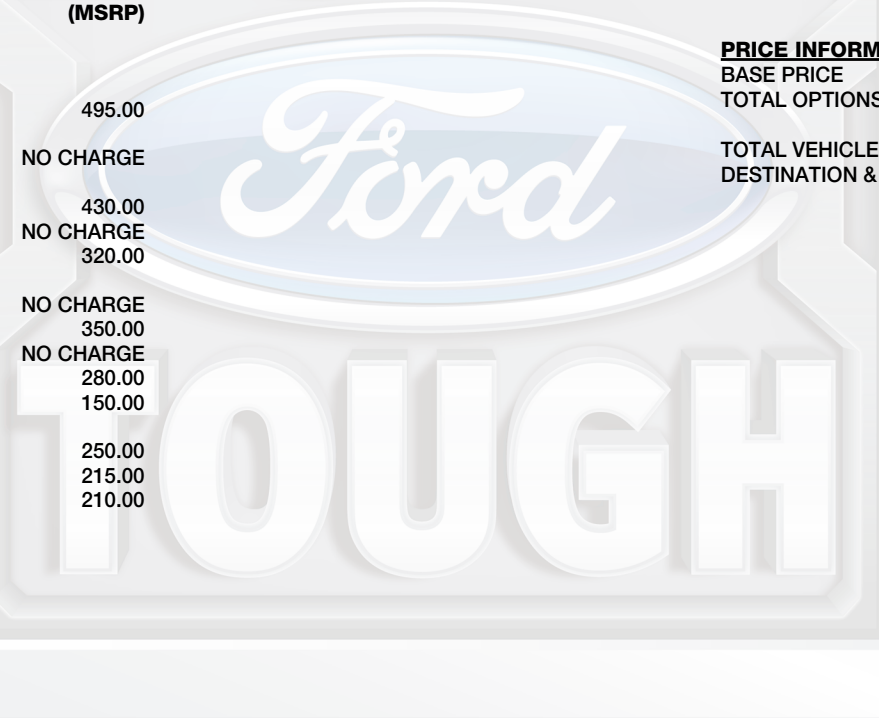 (MSRP)
495.00
NO CHARGE
430.00
NO CHARGE
320.00
NO CHARGE
350.00
NO CHARGE
280.00
150.00
250.00
215.00
210.00
PRICE INFORM
BASE PRICE
TOTAL OPTIONS
TOTAL VEHICLE
DESTINATION &
Ford
TOUGH